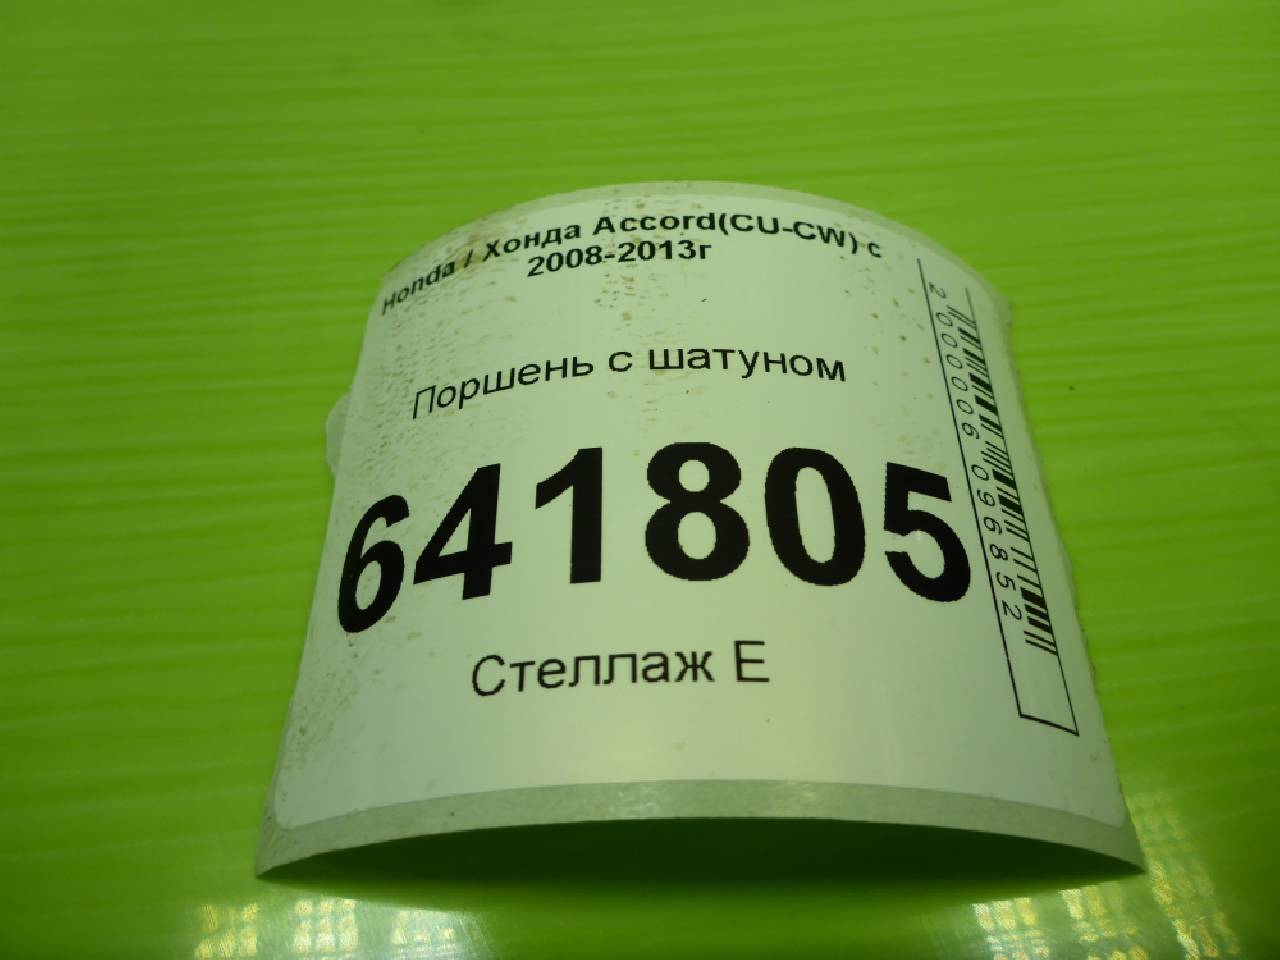 Honda / Хонда Accord(CU-CW) с
2008-2013г
Поршень с шатуном
641805
Стеллаж Е
2000006096852